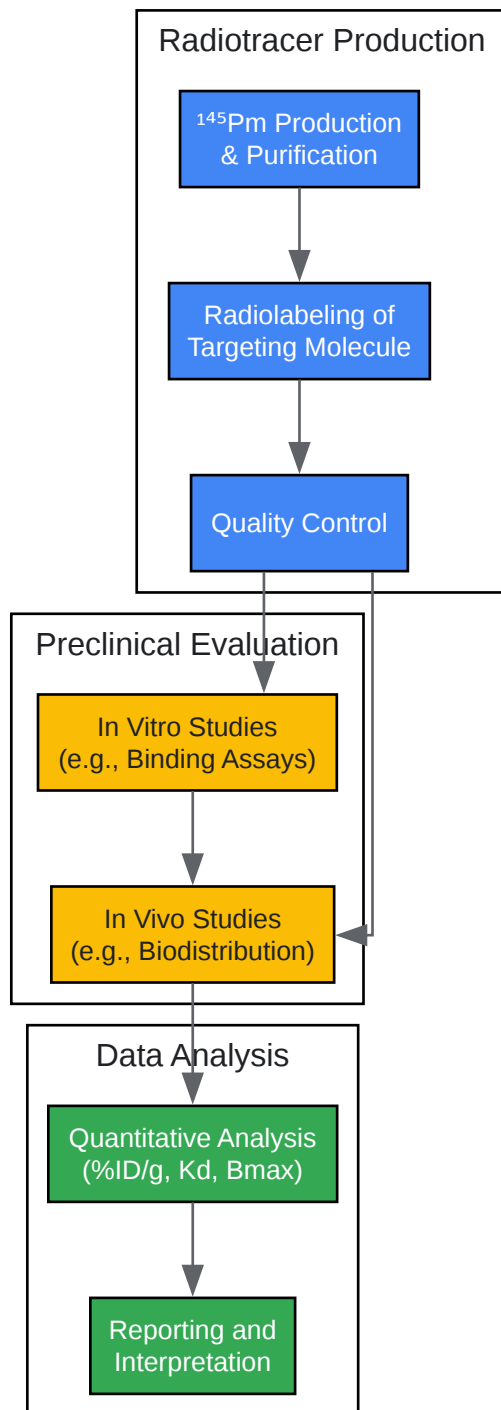 Radiotracer Production
¹⁴⁵Pm Production
& Purification
Radiolabeling of
Targeting Molecule
Quality Control
Preclinical Evaluation
In Vitro Studies
(e.g., Binding Assays)
In Vivo Studies
(e.g., Biodistribution)
Data Analysis
Quantitative Analysis
(%ID/g, Kd, Bmax)
Reporting and
Interpretation